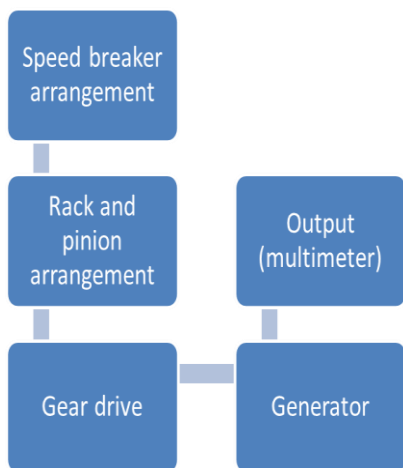 Speed breaker
arrangement
Rack and
pinion
arrangement
Gear drive
Generator
Output
(multimeter)